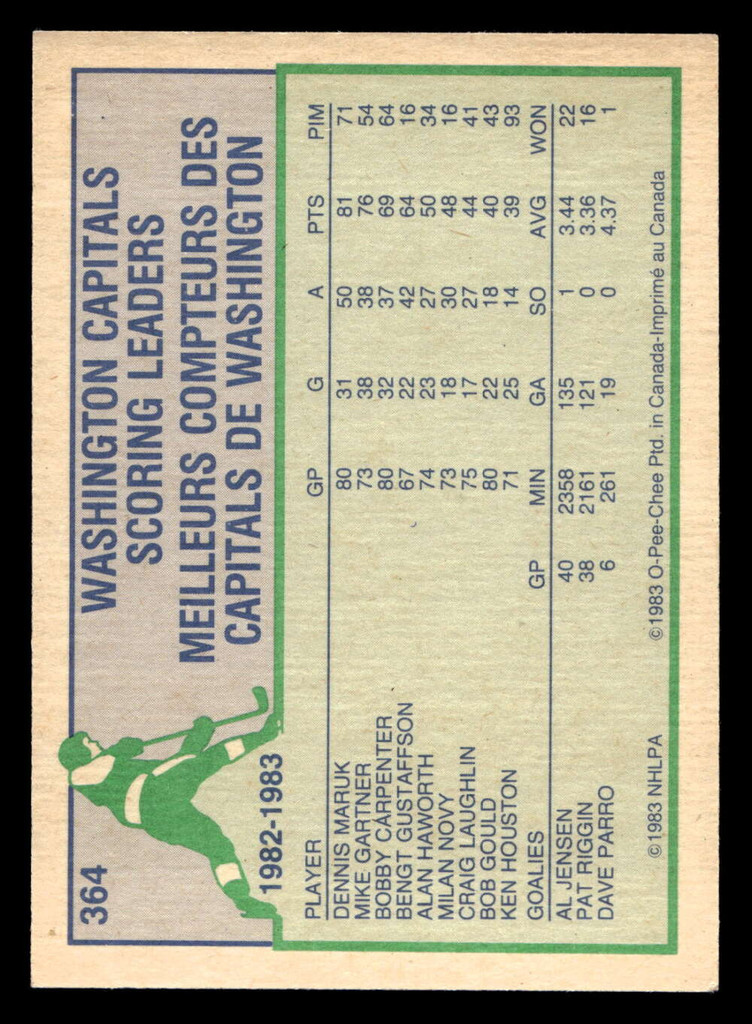 364
WASHINGTON CAPITALS
SCORING LEADERS
MEILLEURS COMPTEURS DES
CAPITALS DE WASHINGTON
1982-1983
PLAYER GP G A PTS PIM
DENNIS MARUK 80 31 50 81 71
MIKE GARTNER 73 38 38 76 54
BOBBY CARPENTER 80 32 37 69 64
BENGT GUSTAFFSON 67 22 42 64 16
ALAN HAWORTH 74 23 27 50 34
MILAN NOVY 73 18 30 48 16
CRAIG LAUGHLIN 75 17 27 44 41
BOB GOULD 80 22 18 40 43
KEN HOUSTON 71 25 14 39 93
GOALIES GP MIN GA SO AVG WON
AL JENSEN 40 2358 135 1 3.44 22
PAT RIGGIN 38 2161 121 0 3.36 16
DAVE PARRO 6 261 19 0 4.37 1
©1983 NHLPA ©1983 O-Pee-Chee Ptd. in Canada-Imprimé au Canada